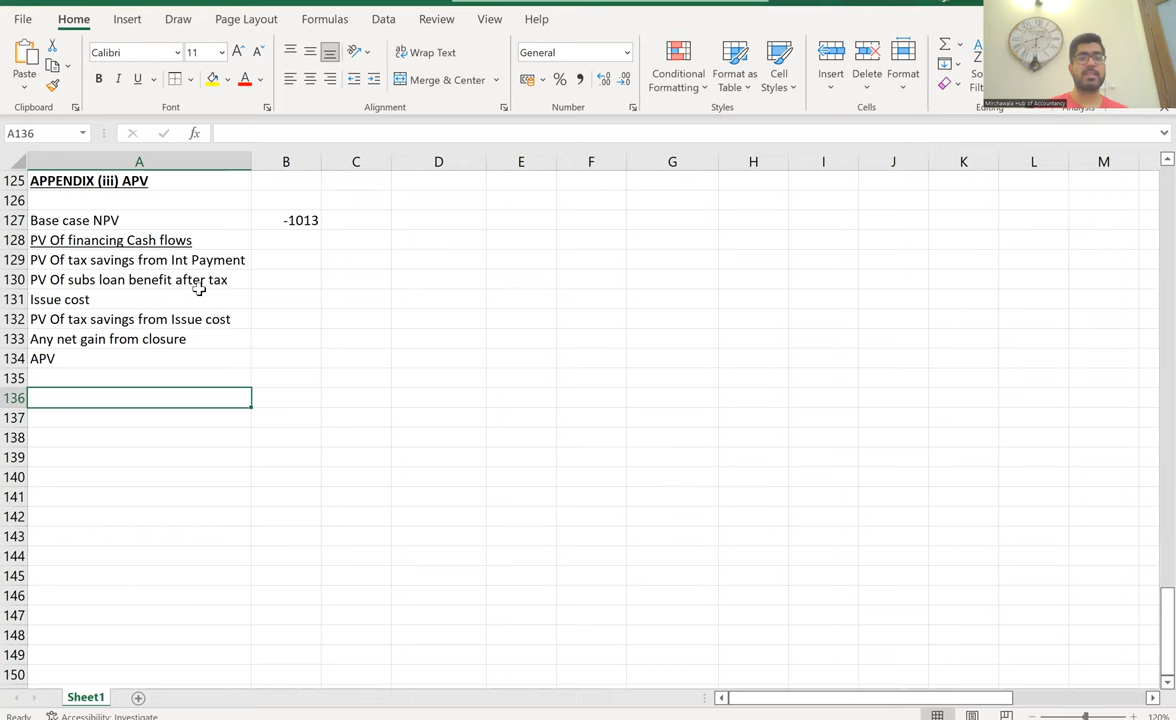 File Home Insert Draw Page Layout Formulas Data Review View Help
Calibri 11 A A Wrap Text General
Paste B I U A Merge & Center % Conditional Formatting Format as Table Cell Styles Insert Delete Format
Mirchawala Hub of Accountancy
Clipboard Font Alignment Number Styles Cells
A136 fx
A B C D E F G H I J K L M
125 APPENDIX (iii) APV
126
127 Base case NPV -1013
128 PV Of financing Cash flows
129 PV Of tax savings from Int Payment
130 PV Of subs loan benefit after tax
131 Issue cost
132 PV Of tax savings from Issue cost
133 Any net gain from closure
134 APV
135
136
137
138
139
140
141
142
143
144
145
146
147
148
149
150
Sheet1
Ready Accessibility: Investigate 120%